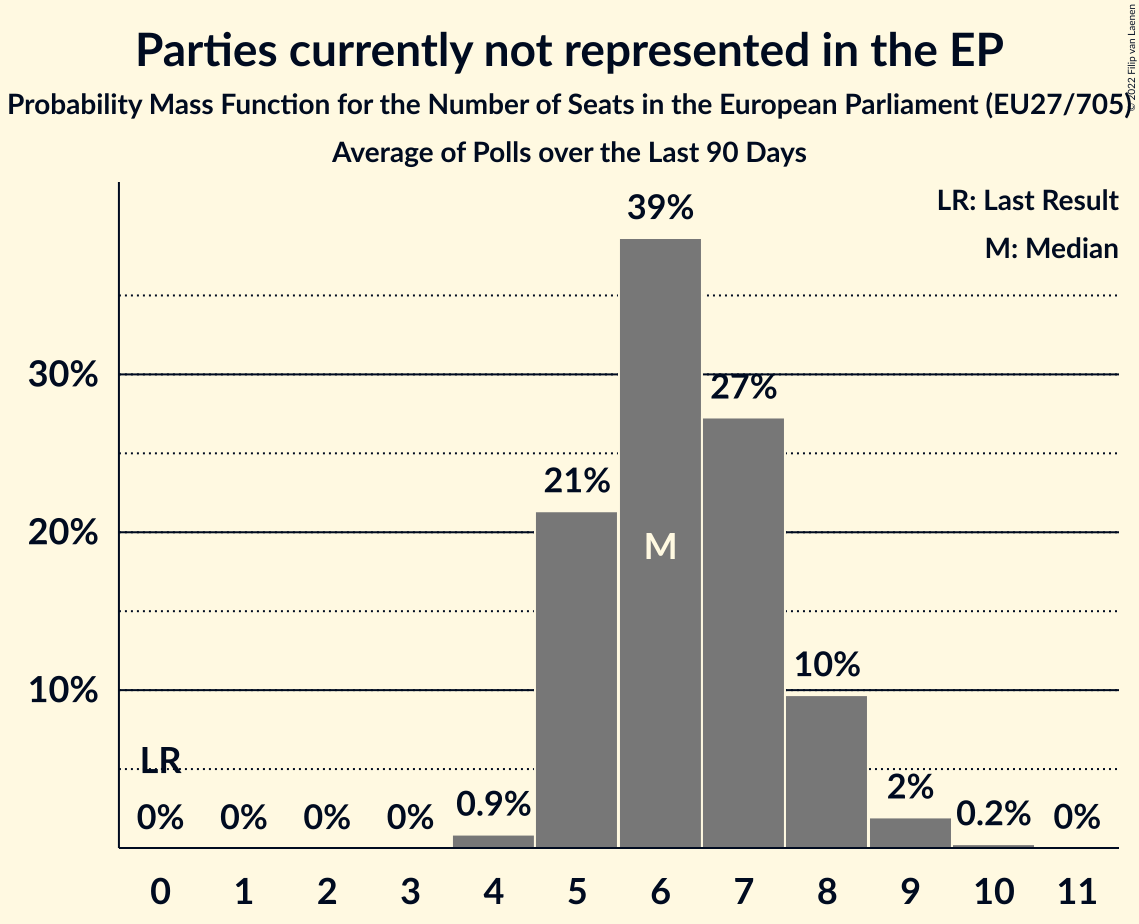 Parties currently not represented in the EP
Probability Mass Function for the Number of Seats in the European Parliament (EU27/705)
Average of Polls over the Last 90 Days
© 2022 Filip van Laenen
LR: Last Result
M: Median
39%
30%
27%
21%
20%
M
10%
10%
LR
0%
0%
0%
0%
0.9%
2%
0.2%
0%
0 1 2 3 4 5 6 7 8 9 10 11